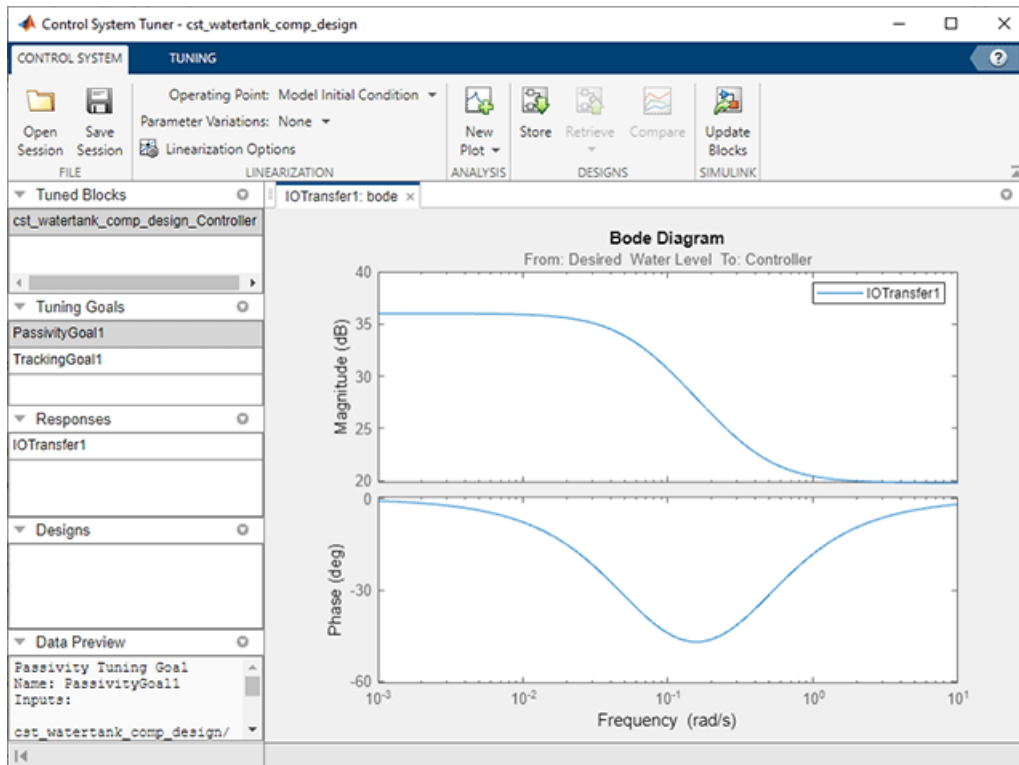 Control System Tuner - cst_watertank_comp_design
CONTROL SYSTEM TUNING ?
Open Session
Save Session
FILE
Operating Point: Model Initial Condition
Parameter Variations: None
Linearization Options
LINEARIZATION
New Plot
ANALYSIS
Store
Retrieve
Compare
DESIGNS
Update Blocks
SIMULINK
Tuned Blocks
cst_watertank_comp_design_Controller
Tuning Goals
PassivityGoal1
TrackingGoal1
Responses
IOTransfer1
Designs
Data Preview
Passivity Tuning Goal
Name: PassivityGoal1
Inputs:
cst_watertank_comp_design/
IOTransfer1: bode
Bode Diagram
From: Desired Water Level To: Controller
IOTransfer1
Magnitude (dB)
40
35
30
25
20
Phase (deg)
0
-30
-60
10^-3 10^-2 10^-1 10^0 10^1
Frequency (rad/s)